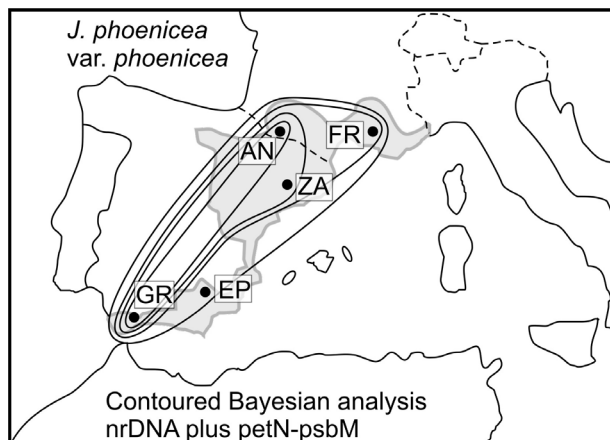 J. phoenicea
var. phoenicea
AN
FR
ZA
GR
EP
Contoured Bayesian analysis
nrDNA plus petN-psbM